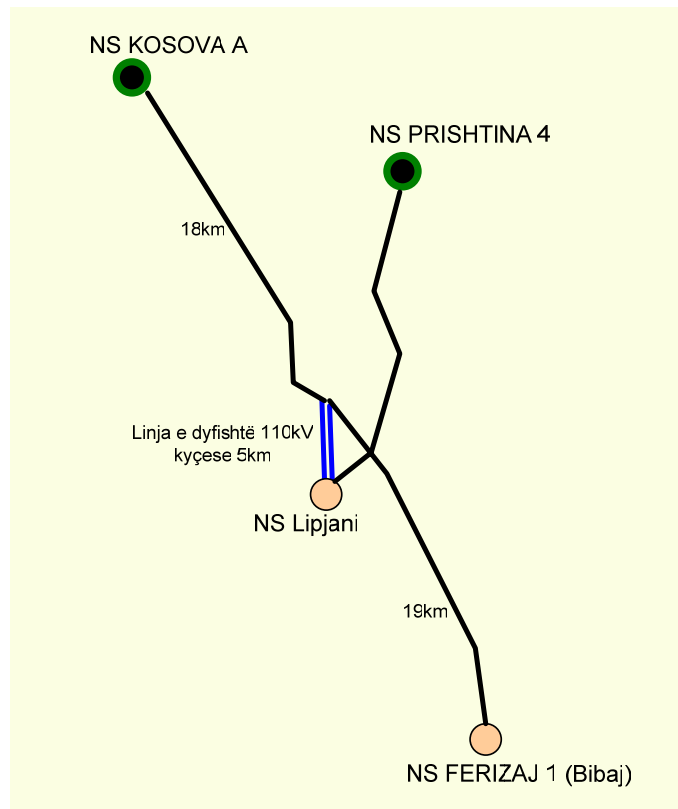 NS KOSOVA A
NS PRISHTINA 4
18km
Linja e dyfishtë 110kV
kyçese 5km
NS Lipjani
19km
NS FERIZAJ 1 (Bibaj)